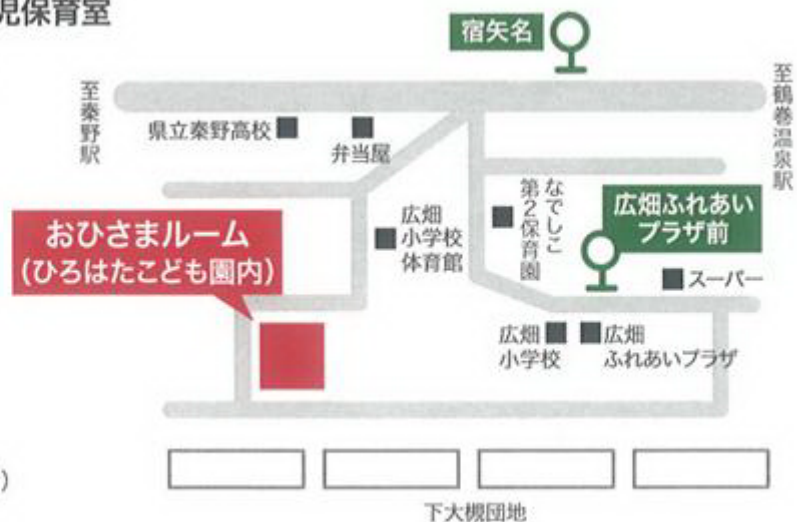 児保育室
宿矢名
至秦野駅
至鶴巻温泉駅
県立秦野高校
弁当屋
広畑
小学校
体育館
なでしこ
第2保育園
広畑ふれあい
プラザ前
おひさまルーム
(ひろはたこども園内)
スーパー
広畑
小学校
広畑
ふれあいプラザ
)
下大槻団地